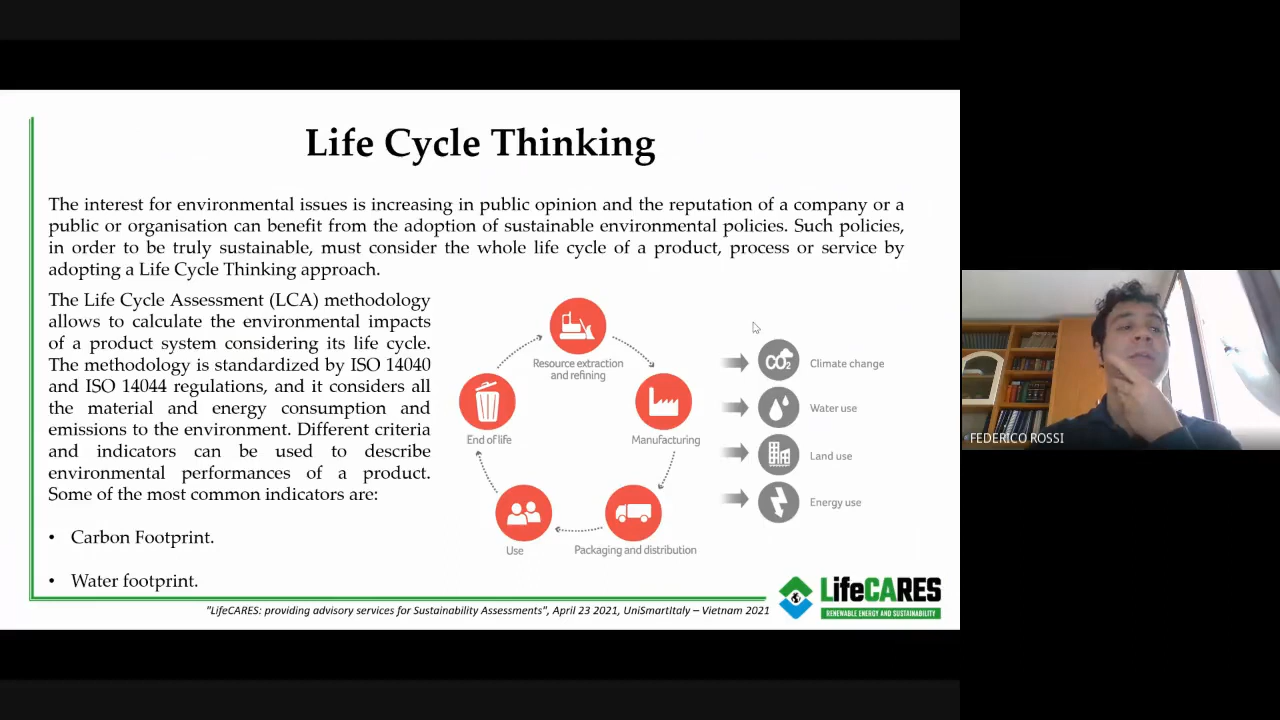 Life Cycle Thinking
The interest for environmental issues is increasing in public opinion and the reputation of a company or a
public or organisation can benefit from the adoption of sustainable environmental policies. Such policies,
in order to be truly sustainable, must consider the whole life cycle of a product, process or service by
adopting a Life Cycle Thinking approach.
The Life Cycle Assessment (LCA) methodology
allows to calculate the environmental impacts
of a product system considering its life cycle.
The methodology is standardized by ISO 14040
and ISO 14044 regulations, and it considers all
the material and energy consumption and
emissions to the environment. Different criteria
and indicators can be used to describe
environmental performances of a product.
Some of the most common indicators are:
• Carbon Footprint.
• Water footprint.
Resource extraction
and refining
Manufacturing
Packaging and distribution
Use
End of life
CO2
Climate change
Water use
Land use
Energy use
"LifeCARES: providing advisory services for Sustainability Assessments", April 23 2021, UniSmartItaly – Vietnam 2021
LifeCARES
RENEWABLE ENERGY AND SUSTAINABILITY
FEDERICO ROSSI